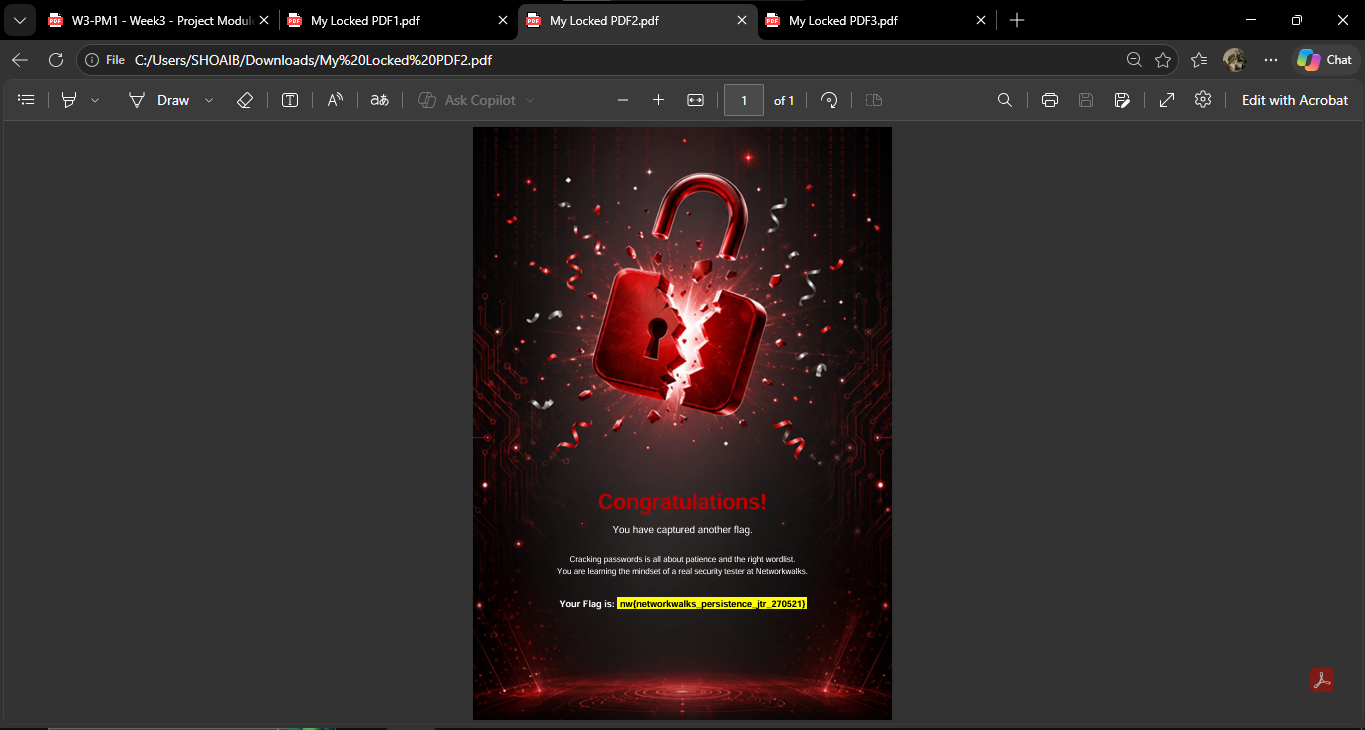 W3-PM1 - Week3 - Project Modul
My Locked PDF1.pdf
My Locked PDF2.pdf
My Locked PDF3.pdf
File
C:/Users/SHOAIB/Downloads/My%20Locked%20PDF2.pdf
Chat
Draw
Ask Copilot
1
of 1
Edit with Acrobat
Congratulations!
You have captured another flag.
Cracking passwords is all about patience and the right wordlist.
You are learning the mindset of a real security tester at Networkwalks.
Your Flag is: nw{networkwalks_persistence_jtr_270521}